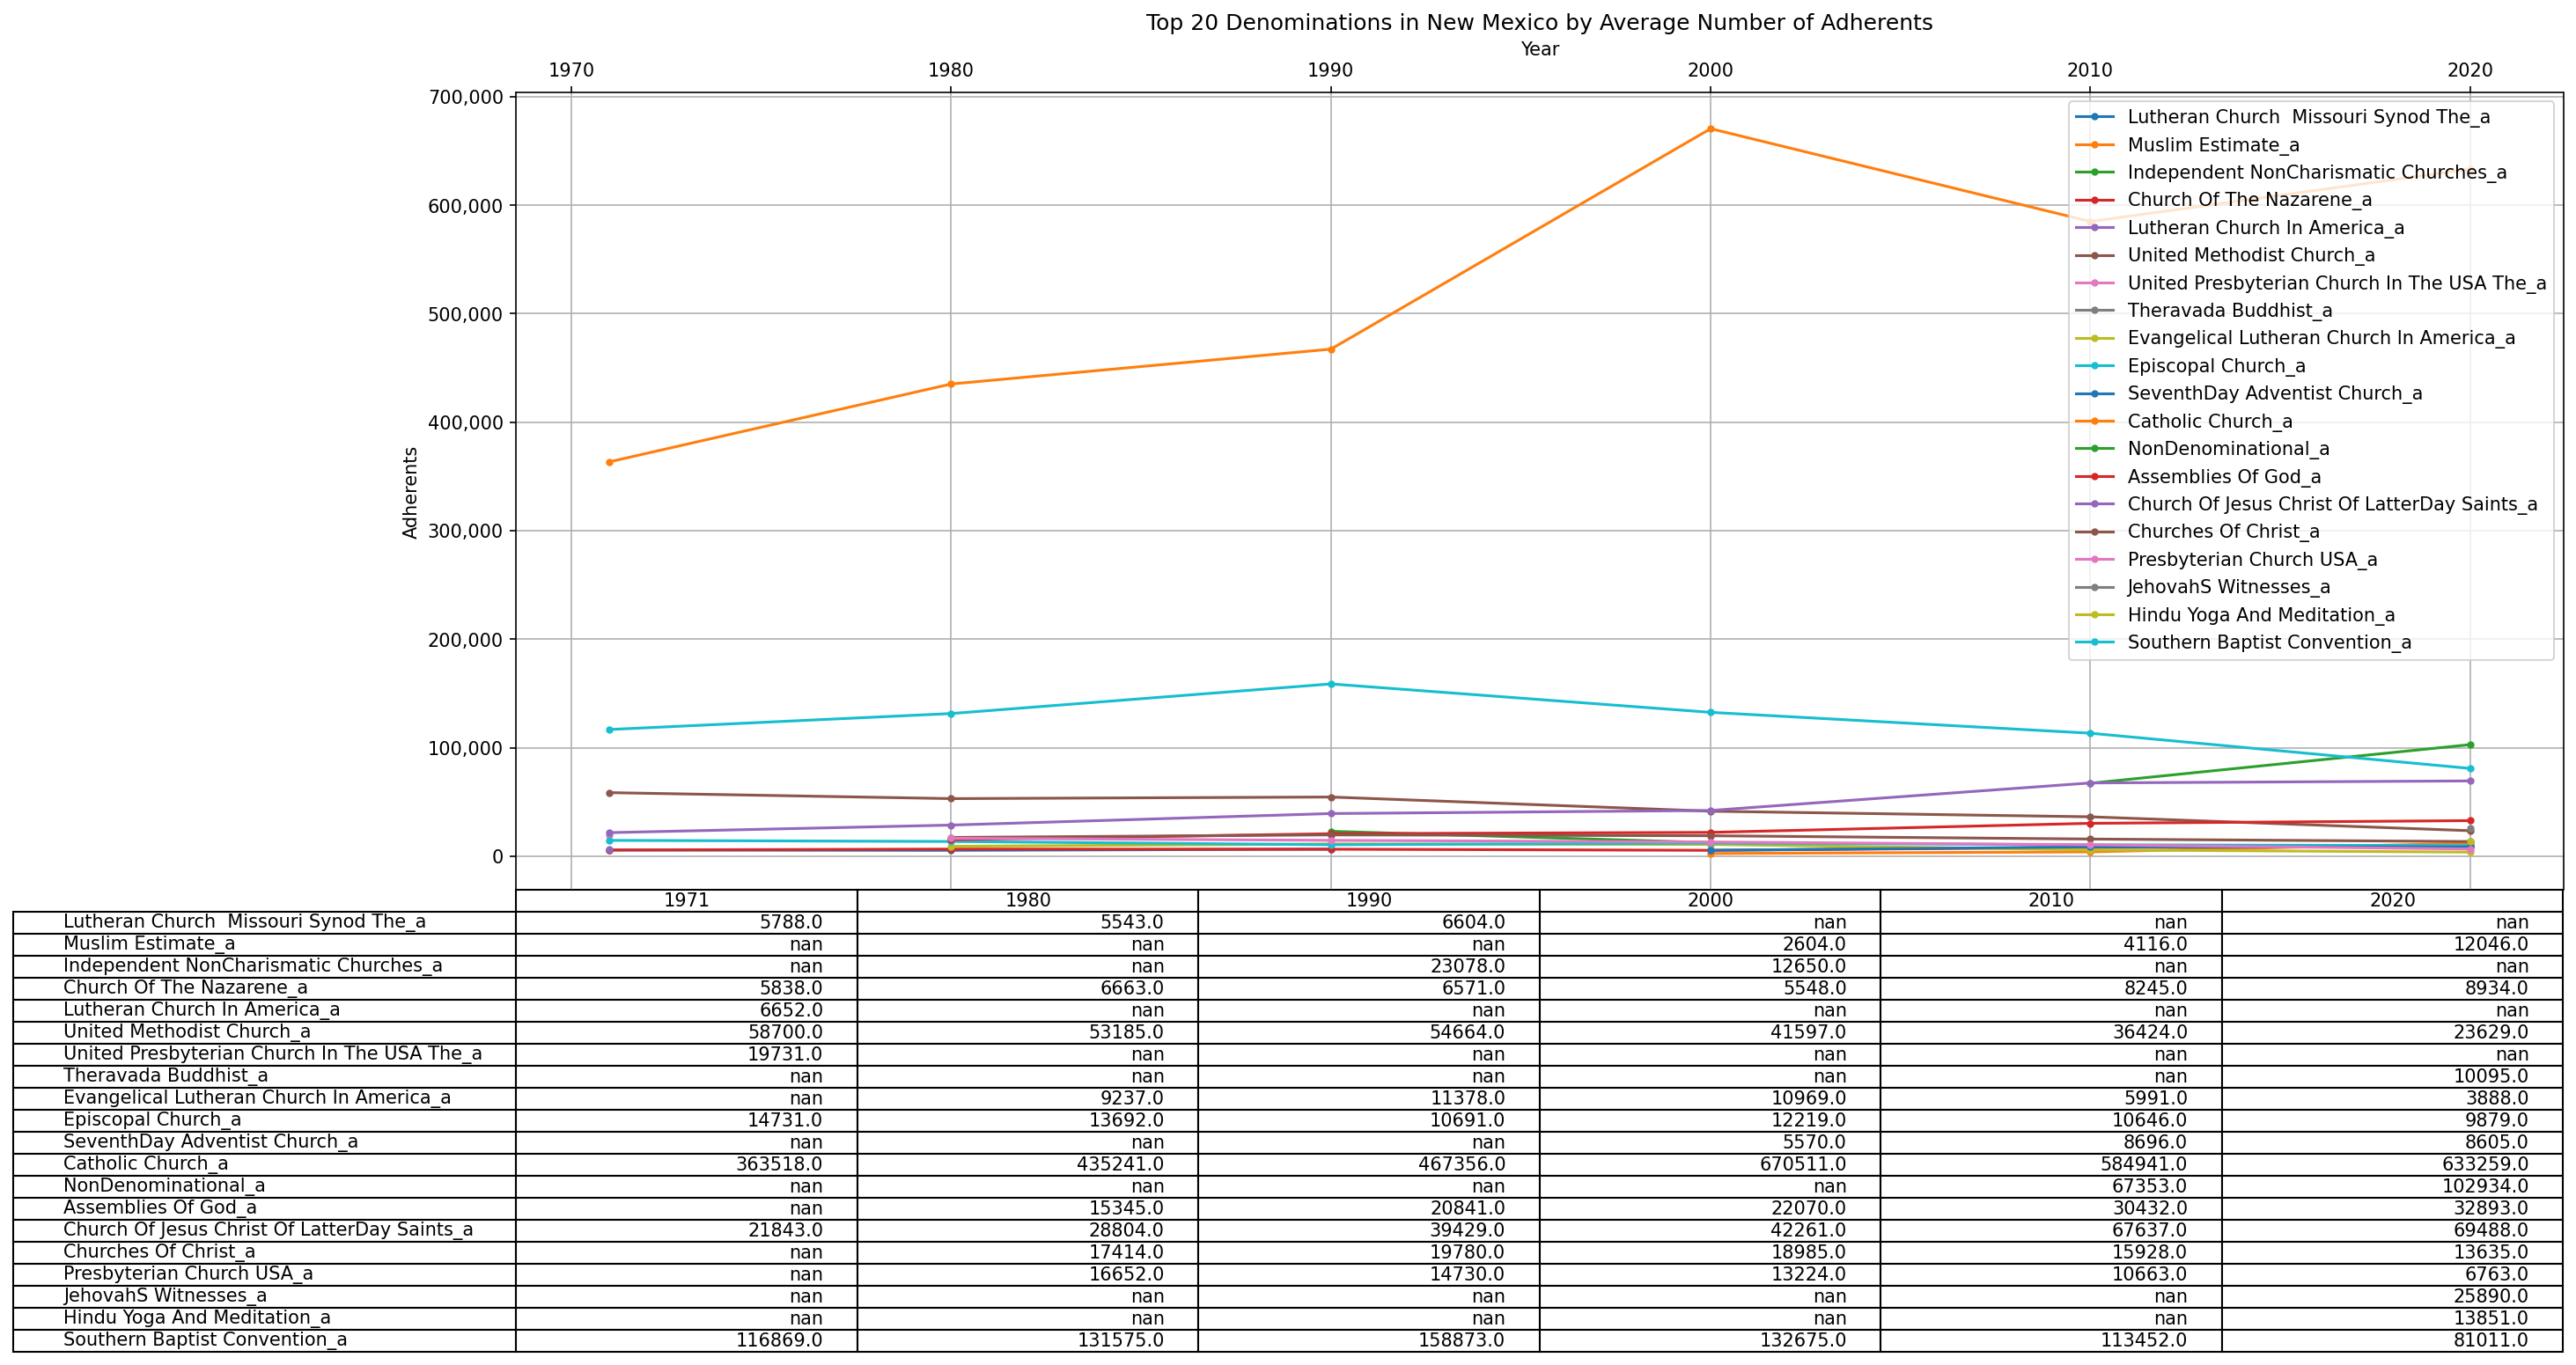 Top 20 Denominations in New Mexico by Average Number of Adherents
Year
1970 1980 1990 2000 2010 2020
700,000
600,000
500,000
400,000
300,000
200,000
100,000
0
Adherents
Lutheran Church  Missouri Synod The_a
Muslim Estimate_a
Independent NonCharismatic Churches_a
Church Of The Nazarene_a
Lutheran Church In America_a
United Methodist Church_a
United Presbyterian Church In The USA The_a
Theravada Buddhist_a
Evangelical Lutheran Church In America_a
Episcopal Church_a
SeventhDay Adventist Church_a
Catholic Church_a
NonDenominational_a
Assemblies Of God_a
Church Of Jesus Christ Of LatterDay Saints_a
Churches Of Christ_a
Presbyterian Church USA_a
JehovahS Witnesses_a
Hindu Yoga And Meditation_a
Southern Baptist Convention_a
1971 1980 1990 2000 2010 2020
Lutheran Church  Missouri Synod The_a 5788.0 5543.0 6604.0 nan nan nan
Muslim Estimate_a nan nan nan 2604.0 4116.0 12046.0
Independent NonCharismatic Churches_a nan nan 23078.0 12650.0 nan nan
Church Of The Nazarene_a 5838.0 6663.0 6571.0 5548.0 8245.0 8934.0
Lutheran Church In America_a 6652.0 nan nan nan nan nan
United Methodist Church_a 58700.0 53185.0 54664.0 41597.0 36424.0 23629.0
United Presbyterian Church In The USA The_a 19731.0 nan nan nan nan nan
Theravada Buddhist_a nan nan nan nan nan 10095.0
Evangelical Lutheran Church In America_a nan 9237.0 11378.0 10969.0 5991.0 3888.0
Episcopal Church_a 14731.0 13692.0 10691.0 12219.0 10646.0 9879.0
SeventhDay Adventist Church_a nan nan nan 5570.0 8696.0 8605.0
Catholic Church_a 363518.0 435241.0 467356.0 670511.0 584941.0 633259.0
NonDenominational_a nan nan nan nan 67353.0 102934.0
Assemblies Of God_a nan 15345.0 20841.0 22070.0 30432.0 32893.0
Church Of Jesus Christ Of LatterDay Saints_a 21843.0 28804.0 39429.0 42261.0 67637.0 69488.0
Churches Of Christ_a nan 17414.0 19780.0 18985.0 15928.0 13635.0
Presbyterian Church USA_a nan 16652.0 14730.0 13224.0 10663.0 6763.0
JehovahS Witnesses_a nan nan nan nan nan 25890.0
Hindu Yoga And Meditation_a nan nan nan nan nan 13851.0
Southern Baptist Convention_a 116869.0 131575.0 158873.0 132675.0 113452.0 81011.0